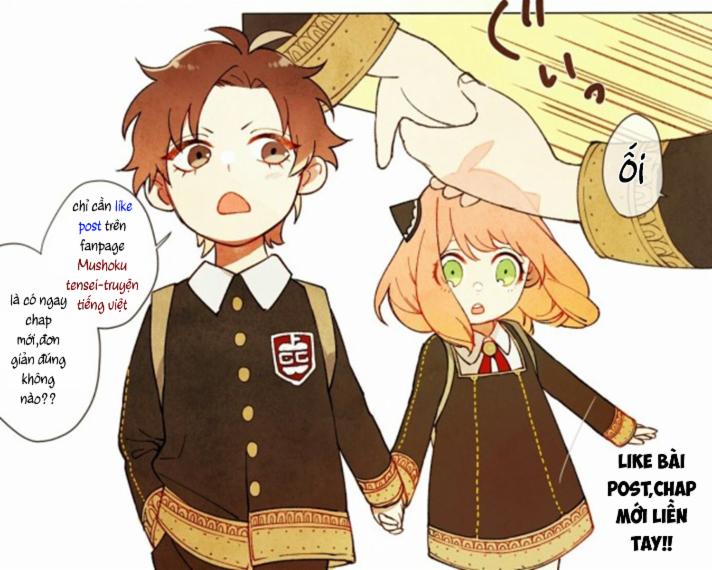 chỉ cần like
post trên
fanpage
Mushoku
tensei-truyện
tiếng việt
là có ngay
chap
mới,đơn
giản đúng
không
nào??
ối
LIKE BÀI
POST,CHAP
MỚI LIỀN
TAY!!